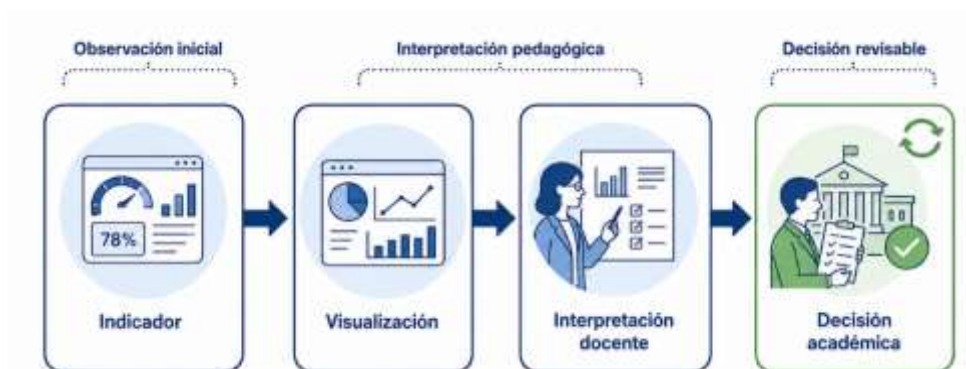 Observación inicial
Interpretación pedagógica
Decisión revisable
78%
Indicador
Visualización
Interpretación
docente
Decisión
académica